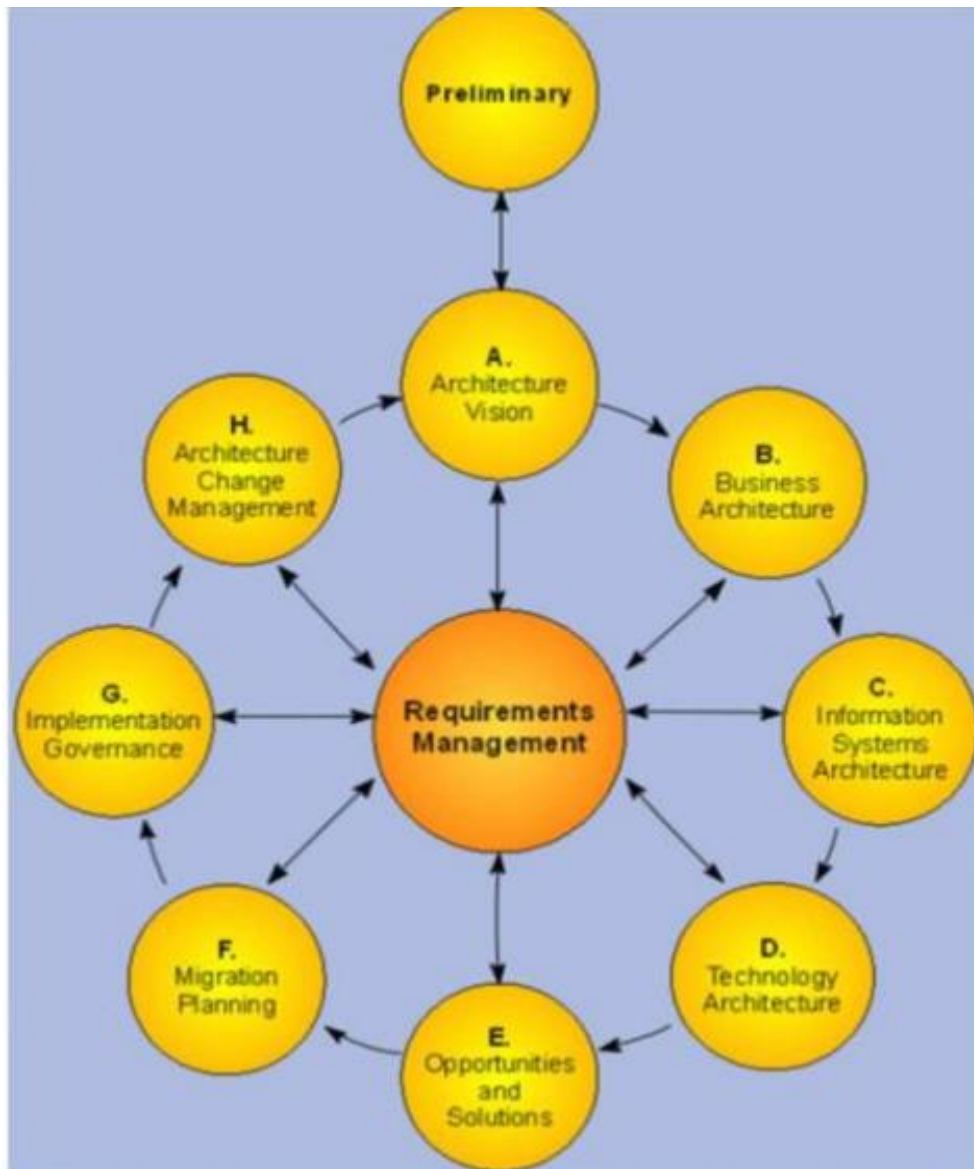 Preliminary
A.
Architecture
Vision
B.
Business
Architecture
C.
Information
Systems
Architecture
D.
Technology
Architecture
E.
Opportunities
and
Solutions
F.
Migration
Planning
G.
Implementation
Governance
H.
Architecture
Change
Management
Requirements
Management